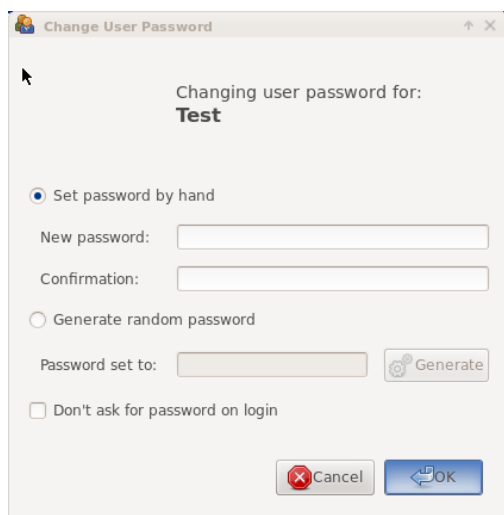 Change User Password
Changing user password for:
Test
Set password by hand
New password:
Confirmation:
Generate random password
Password set to:
Generate
Don't ask for password on login
Cancel
OK